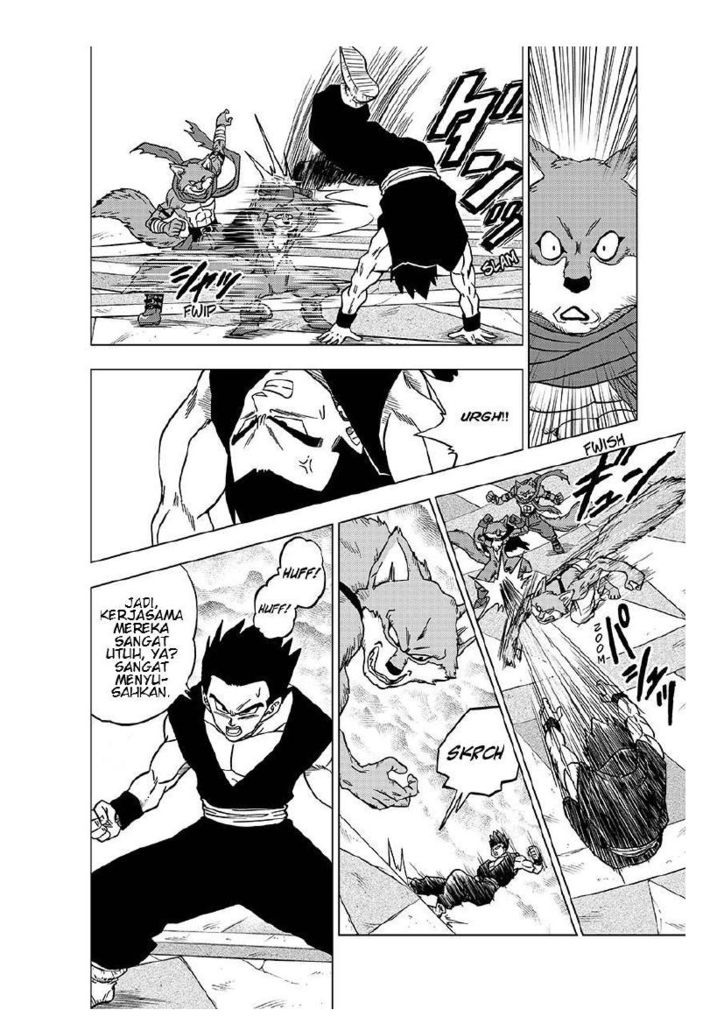 SLAM
FWIP
URGH!!
FWISH
ZOOM
SKRCH
HUFF!
HUFF!
JADI,
KERJASAMA
MEREKA
SANGAT
UTUH, YA?
SANGAT
MENYU-
SAHKAN.